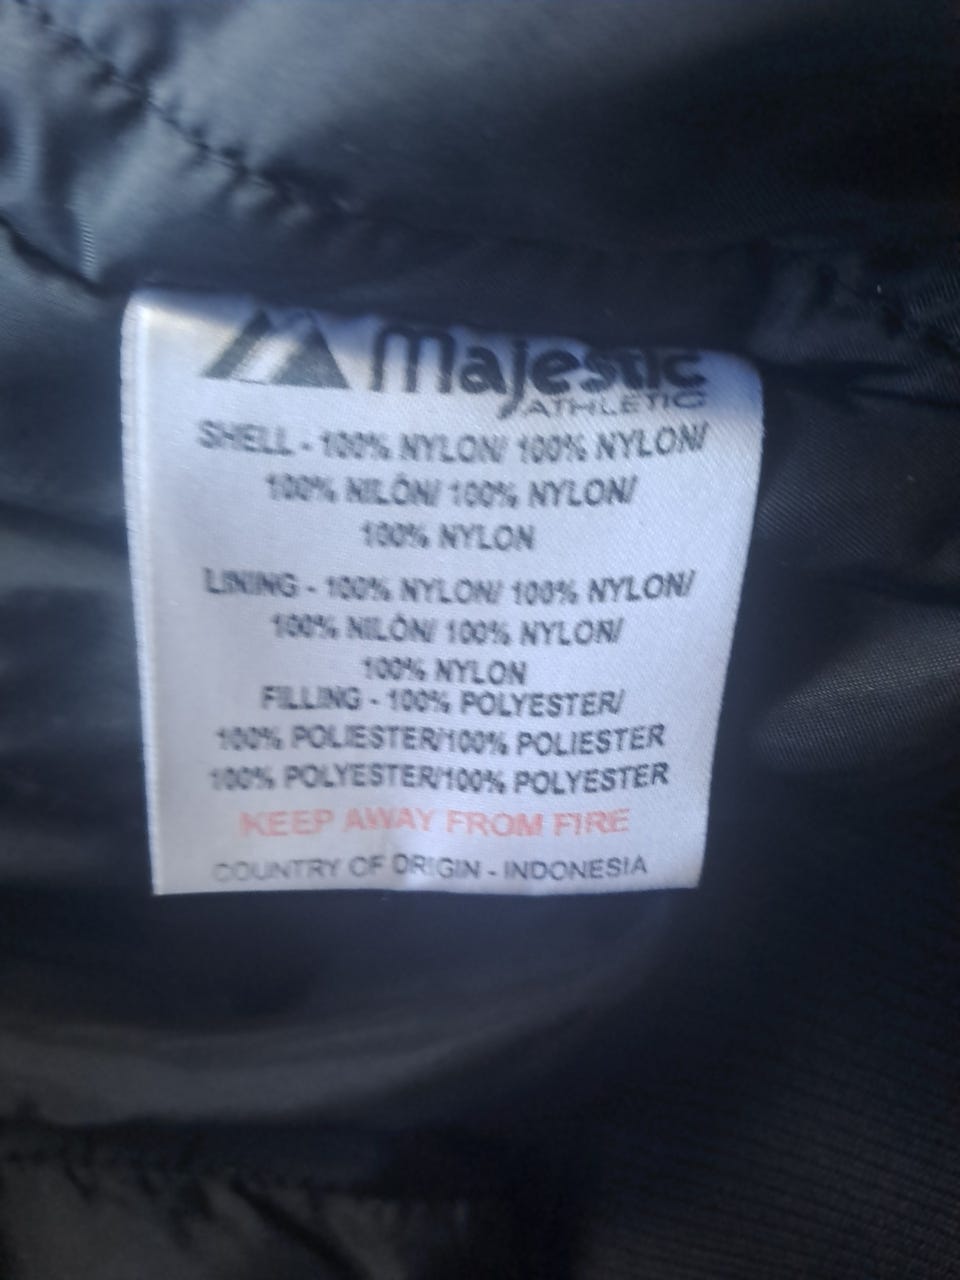 Majestic
ATHLETIC
SHELL - 100% NYLON/ 100% NYLON/
100% NILÓN/ 100% NYLON/
100% NYLON
LINING - 100% NYLON/ 100% NYLON/
100% NILÓN/ 100% NYLON/
100% NYLON
FILLING - 100% POLYESTER/
100% POLIESTER/100% POLIESTER
100% POLYESTER/100% POLYESTER
KEEP AWAY FROM FIRE
COUNTRY OF ORIGIN - INDONESIA